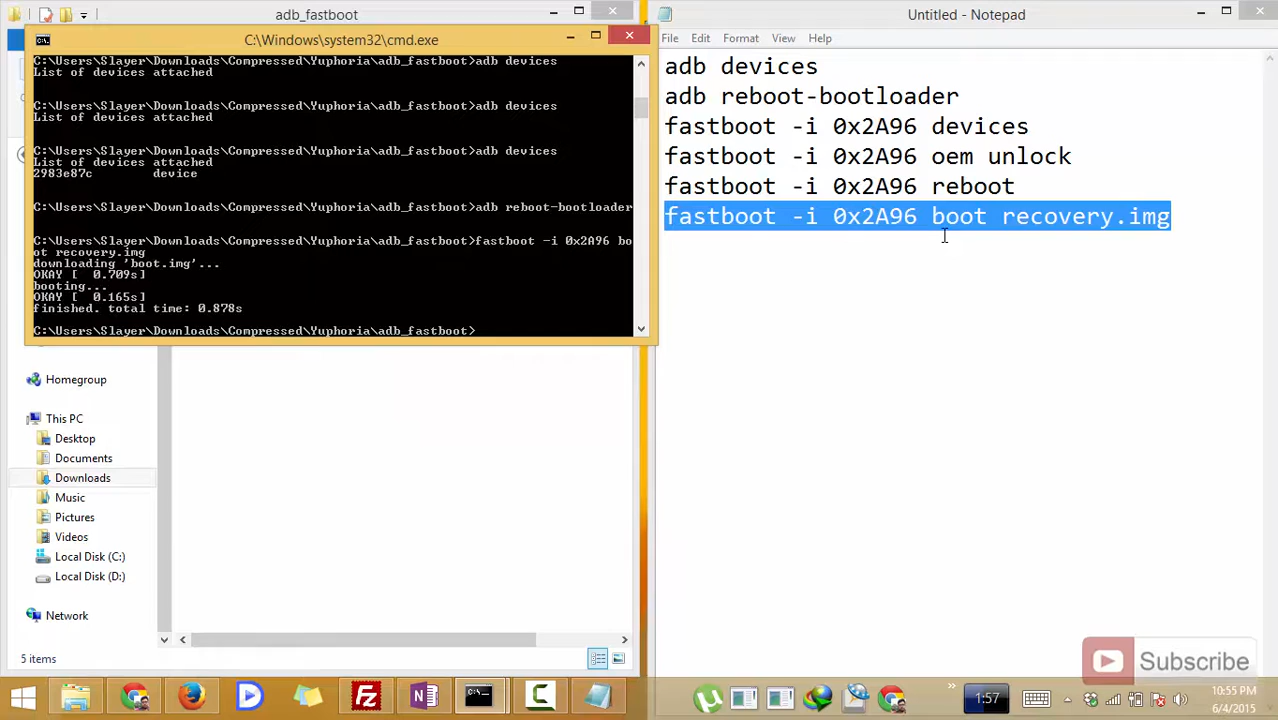 adb_fastboot
Untitled - Notepad
C:\Windows\system32\cmd.exe
File Edit Format View Help
C:\Users\Slayer\Downloads\Compressed\Yuphoria\adb_fastboot>adb devices
List of devices attached
C:\Users\Slayer\Downloads\Compressed\Yuphoria\adb_fastboot>adb devices
List of devices attached
C:\Users\Slayer\Downloads\Compressed\Yuphoria\adb_fastboot>adb devices
List of devices attached
2983e87c device
C:\Users\Slayer\Downloads\Compressed\Yuphoria\adb_fastboot>adb reboot-bootloader
C:\Users\Slayer\Downloads\Compressed\Yuphoria\adb_fastboot>fastboot -i 0x2A96 bo
ot recovery.img
downloading 'boot.img'...
OKAY [ 0.709s]
booting...
OKAY [ 0.165s]
finished. total time: 0.878s
C:\Users\Slayer\Downloads\Compressed\Yuphoria\adb_fastboot>
adb devices
adb reboot-bootloader
fastboot -i 0x2A96 devices
fastboot -i 0x2A96 oem unlock
fastboot -i 0x2A96 reboot
fastboot -i 0x2A96 boot recovery.img
Homegroup
This PC
Desktop
Documents
Downloads
Music
Pictures
Videos
Local Disk (C:)
Local Disk (D:)
Network
5 items
Subscribe
1:57
10:55 PM
6/4/2015